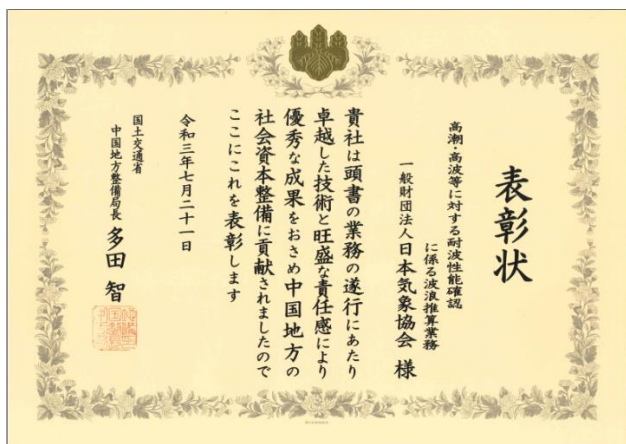 表彰状
高潮・高波等に対する耐波性能確認
に係る波浪推算業務
一般財団法人日本気象協会 様
貴社は頭書の業務の遂行にあたり
卓越した技術と旺盛な責任感により
優秀な成果をおさめ中国地方の
社会資本整備に貢献されましたので
ここにこれを表彰します
令和三年七月二十一日
国土交通省
中国地方整備局長 多田 智